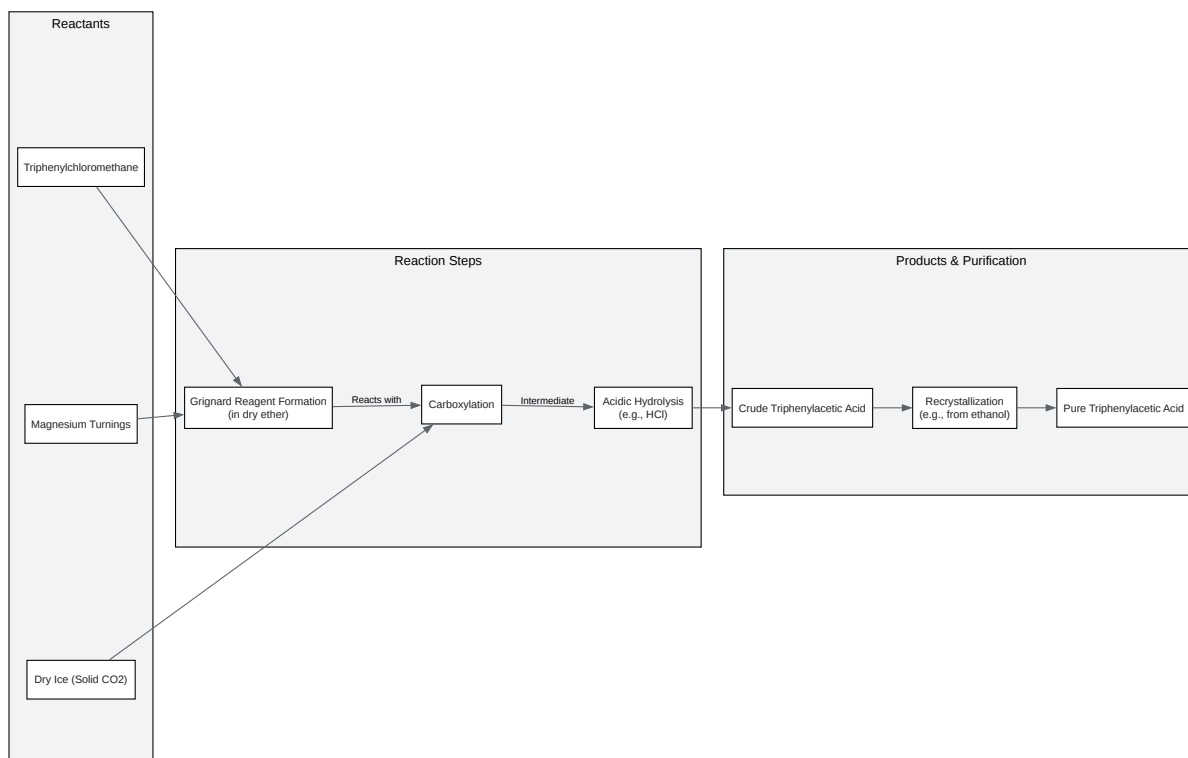 Reactants
Triphenylchloromethane
Magnesium Turnings
Dry Ice (Solid CO2)
Reaction Steps
Grignard Reagent Formation
(in dry ether)
Reacts with
Carboxylation
Intermediate
Acidic Hydrolysis
(e.g., HCl)
Products & Purification
Crude Triphenylacetic Acid
Recrystallization
(e.g., from ethanol)
Pure Triphenylacetic Acid